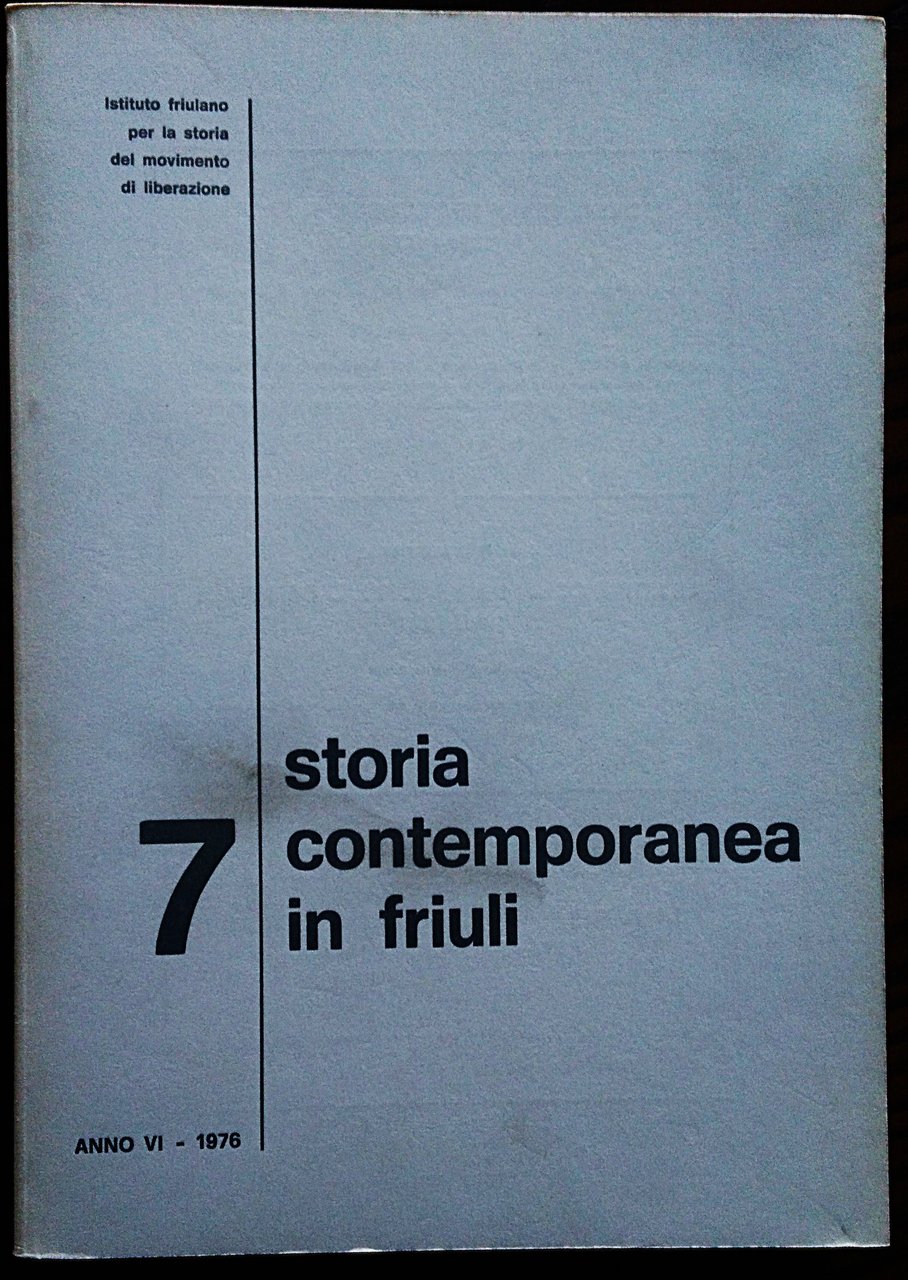 Istituto friulano
per la storia
del movimento
di liberazione
7
storia
contemporanea
in friuli
ANNO VI - 1976